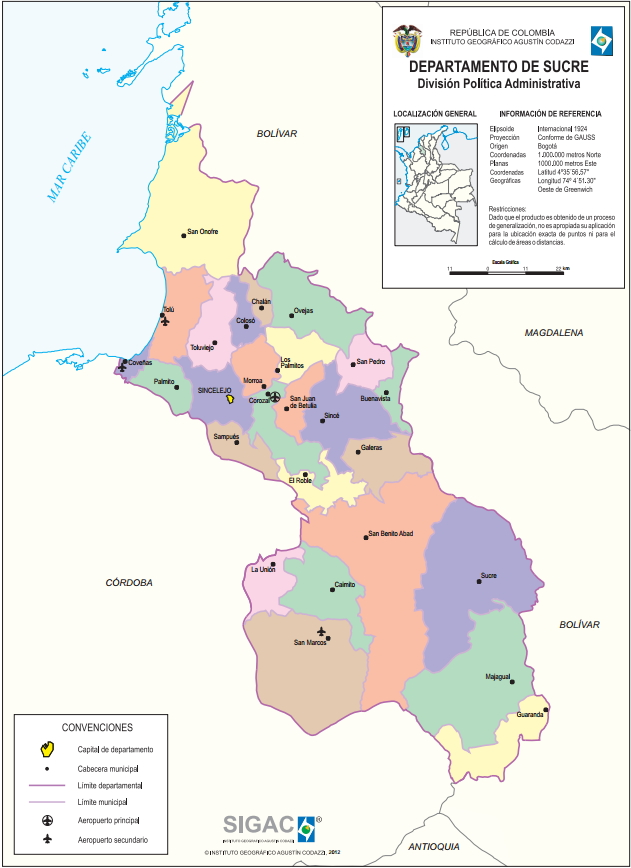 REPÚBLICA DE COLOMBIA
INSTITUTO GEOGRÁFICO AGUSTÍN CODAZZI
DEPARTAMENTO DE SUCRE
División Política Administrativa
LOCALIZACIÓN GENERAL
INFORMACIÓN DE REFERENCIA
Elipsoide Internacional 1924
Proyección Conforme de GAUSS
Origen Bogotá
Coordenadas 1.000.000 metros Norte
Planas 1000.000 metros Este
Coordenadas Latitud 4°35'56,57"
Geográficas Longitud 74° 4'51.30"
Oeste de Greenwich
Restricciones:
Dado que el producto es obtenido de un proceso
de generalización, no es apropiada su aplicación
para la ubicación exacta de puntos ni para el
cálculo de áreas o distancias.
Escala Gráfica
11 0 11 22 km
MAR CARIBE
BOLÍVAR
MAGDALENA
San Onofre
Chalán
Ovejas
Tolú
Colosó
Toluviejo
Coveñas
Los
Palmitos
San Pedro
Palmito
SINCELEJO
Morroa
Corozal
San Juan
de Betulia
Buenavista
Sincé
Sampués
Galeras
El Roble
San Benito Abad
La Unión
Caimito
Sucre
CÓRDOBA
BOLÍVAR
San Marcos
Majagual
Guaranda
CONVENCIONES
Capital de departamento
Cabecera municipal
Límite departamental
Límite municipal
Aeropuerto principal
Aeropuerto secundario
SIGAC
INSTITUTO GEOGRÁFICO AGUSTÍN CODAZZI
© INSTITUTO GEOGRÁFICO AGUSTÍN CODAZZI, 2012
ANTIOQUIA